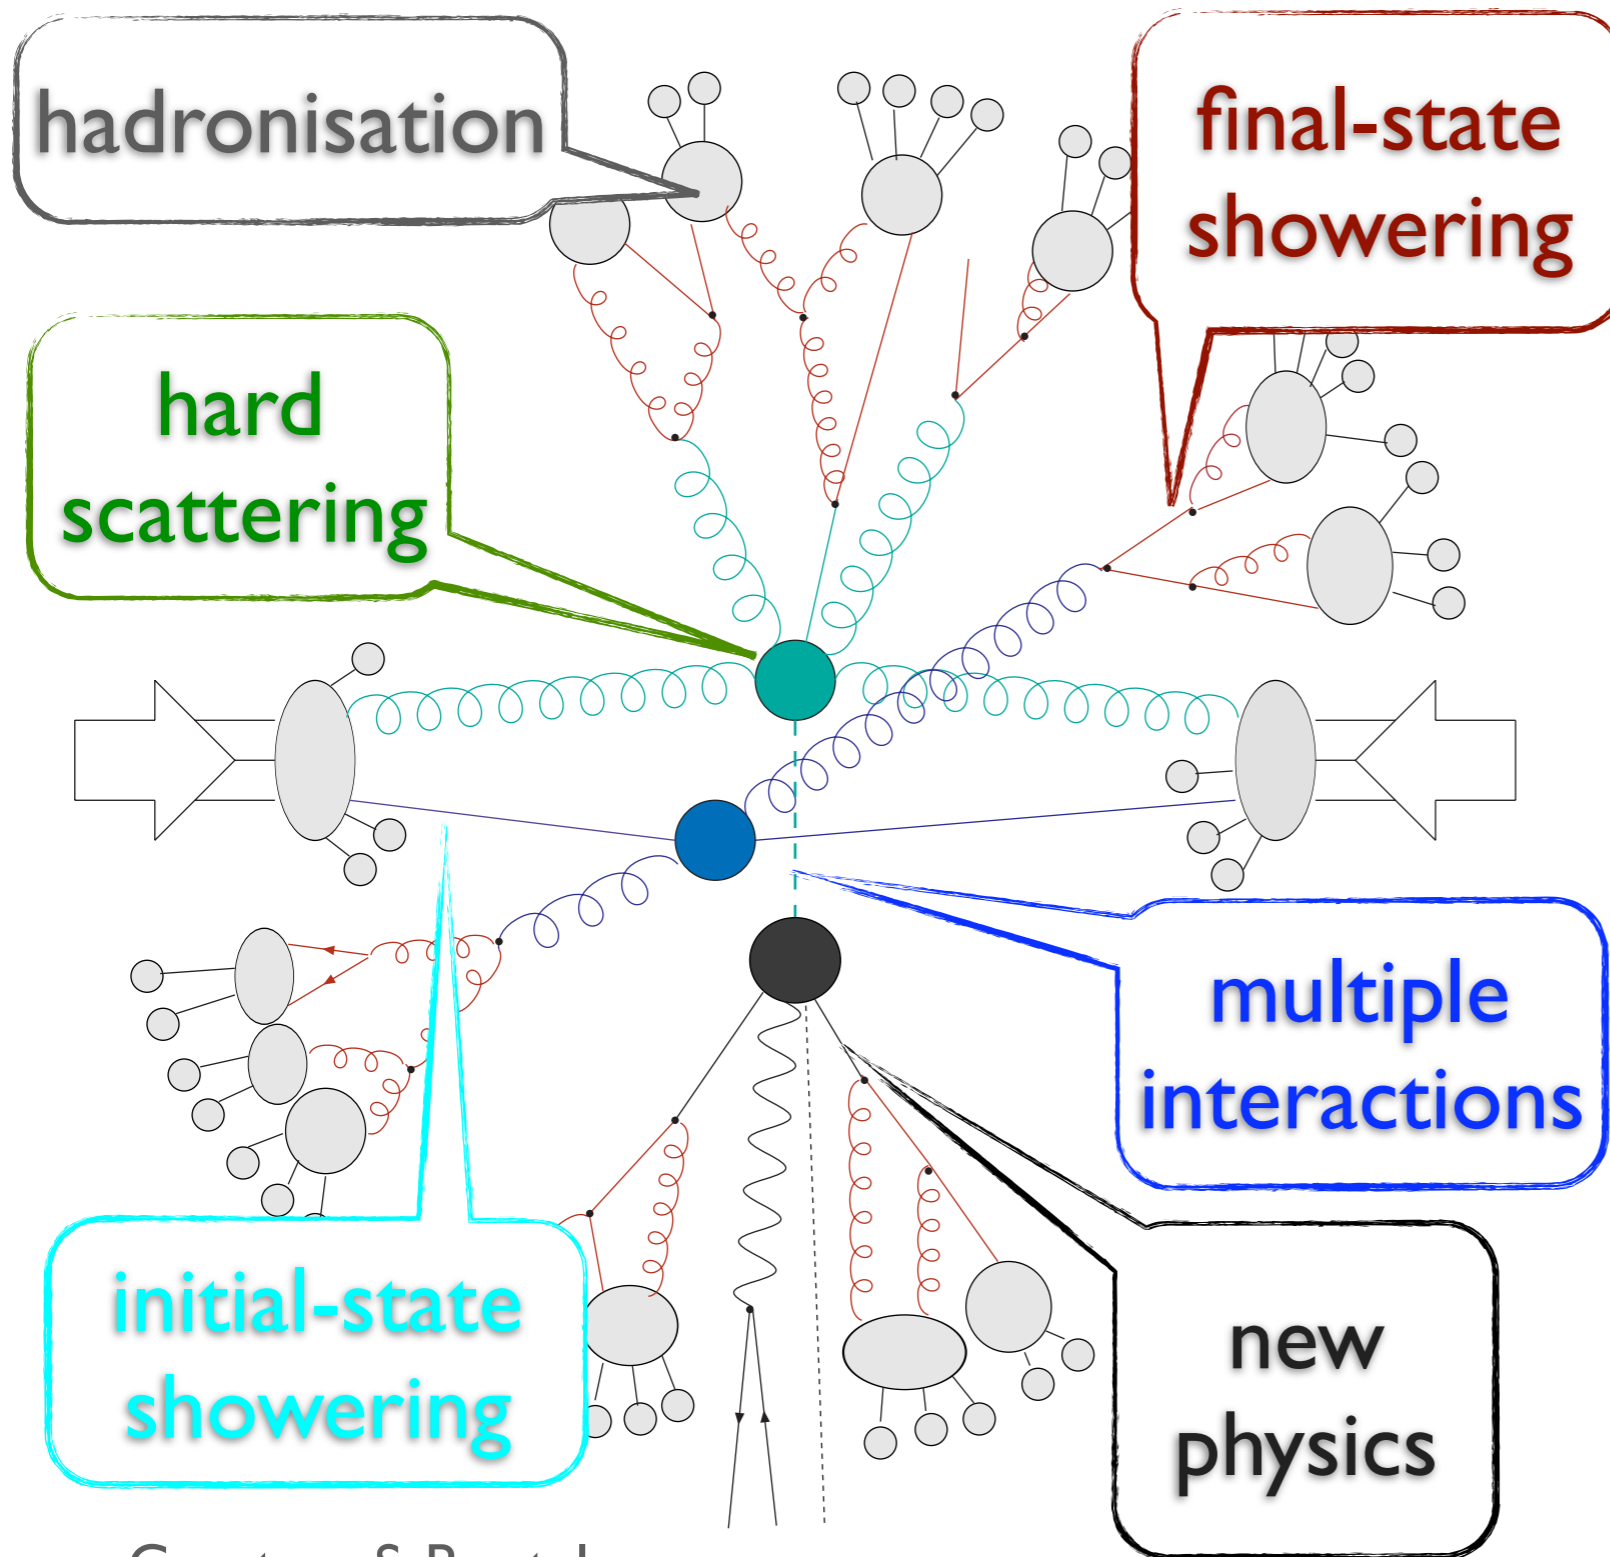 hadronisation
final-state
showering
hard
scattering
multiple
interactions
initial-state
showering
new
physics